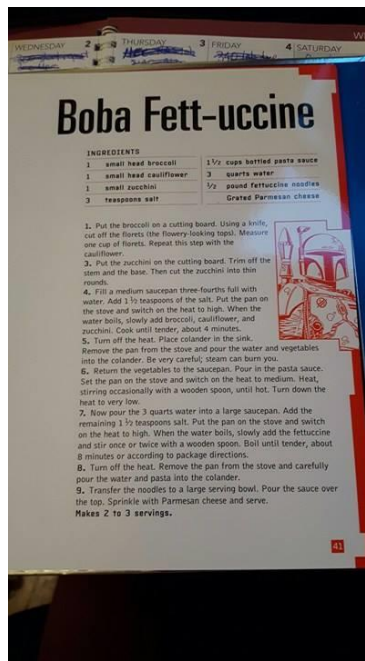 WEDNESDAY 2 THURSDAY 3 FRIDAY 4 SATURDAY
Boba Fett-uccine
INGREDIENTS
1 small head broccoli
1 small head cauliflower
1 small zucchini
3 teaspoons salt
1 1/2 cups bottled pasta sauce
3 quarts water
1/2 pound fettuccine noodles
Grated Parmesan cheese
1. Put the broccoli on a cutting board. Using a knife,
cut off the florets (the flowery-looking tops). Measure
one cup of florets. Repeat this step with the
cauliflower.
3. Put the zucchini on the cutting board. Trim off the
stem and the base. Then cut the zucchini into thin
rounds.
4. Fill a medium saucepan three-fourths full with
water. Add 1 1/2 teaspoons of the salt. Put the pan on
the stove and switch on the heat to high. When the
water boils, slowly add broccoli, cauliflower, and
zucchini. Cook until tender, about 4 minutes.
5. Turn off the heat. Place colander in the sink.
Remove the pan from the stove and pour the water and vegetables
into the colander. Be very careful; steam can burn you.
6. Return the vegetables to the saucepan. Pour in the pasta sauce.
Set the pan on the stove and switch on the heat to medium. Heat,
stirring occasionally with a wooden spoon, until hot. Turn down the
heat to very low.
7. Now pour the 3 quarts water into a large saucepan. Add the
remaining 1 1/2 teaspoons salt. Put the pan on the stove and switch
on the heat to high. When the water boils, slowly add the fettuccine
and stir once or twice with a wooden spoon. Boil until tender, about
8 minutes or according to package directions.
8. Turn off the heat. Remove the pan from the stove and carefully
pour the water and pasta into the colander.
9. Transfer the noodles to a large serving bowl. Pour the sauce over
the top. Sprinkle with Parmesan cheese and serve.
Makes 2 to 3 servings.
41